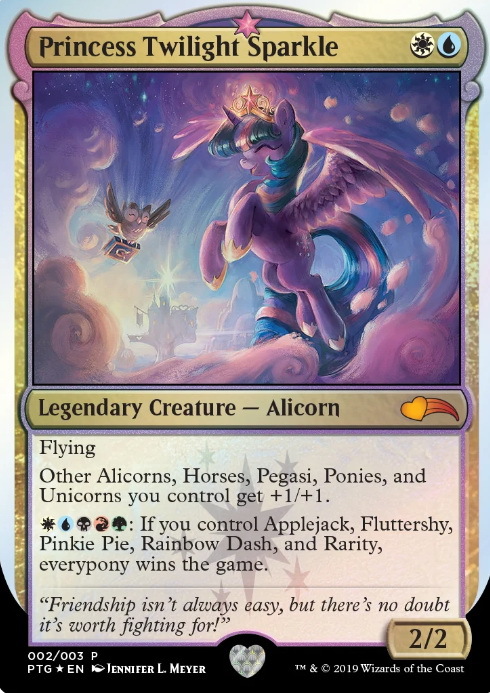 Princess Twilight Sparkle
Legendary Creature — Alicorn
Flying
Other Alicorns, Horses, Pegasi, Ponies, and
Unicorns you control get +1/+1.
: If you control Applejack, Fluttershy,
Pinkie Pie, Rainbow Dash, and Rarity,
everypony wins the game.
“Friendship isn’t always easy, but there’s no doubt
it’s worth fighting for!”
2/2
002/003 P
PTG ★ EN Jennifer L. Meyer
™ & © 2019 Wizards of the Coast